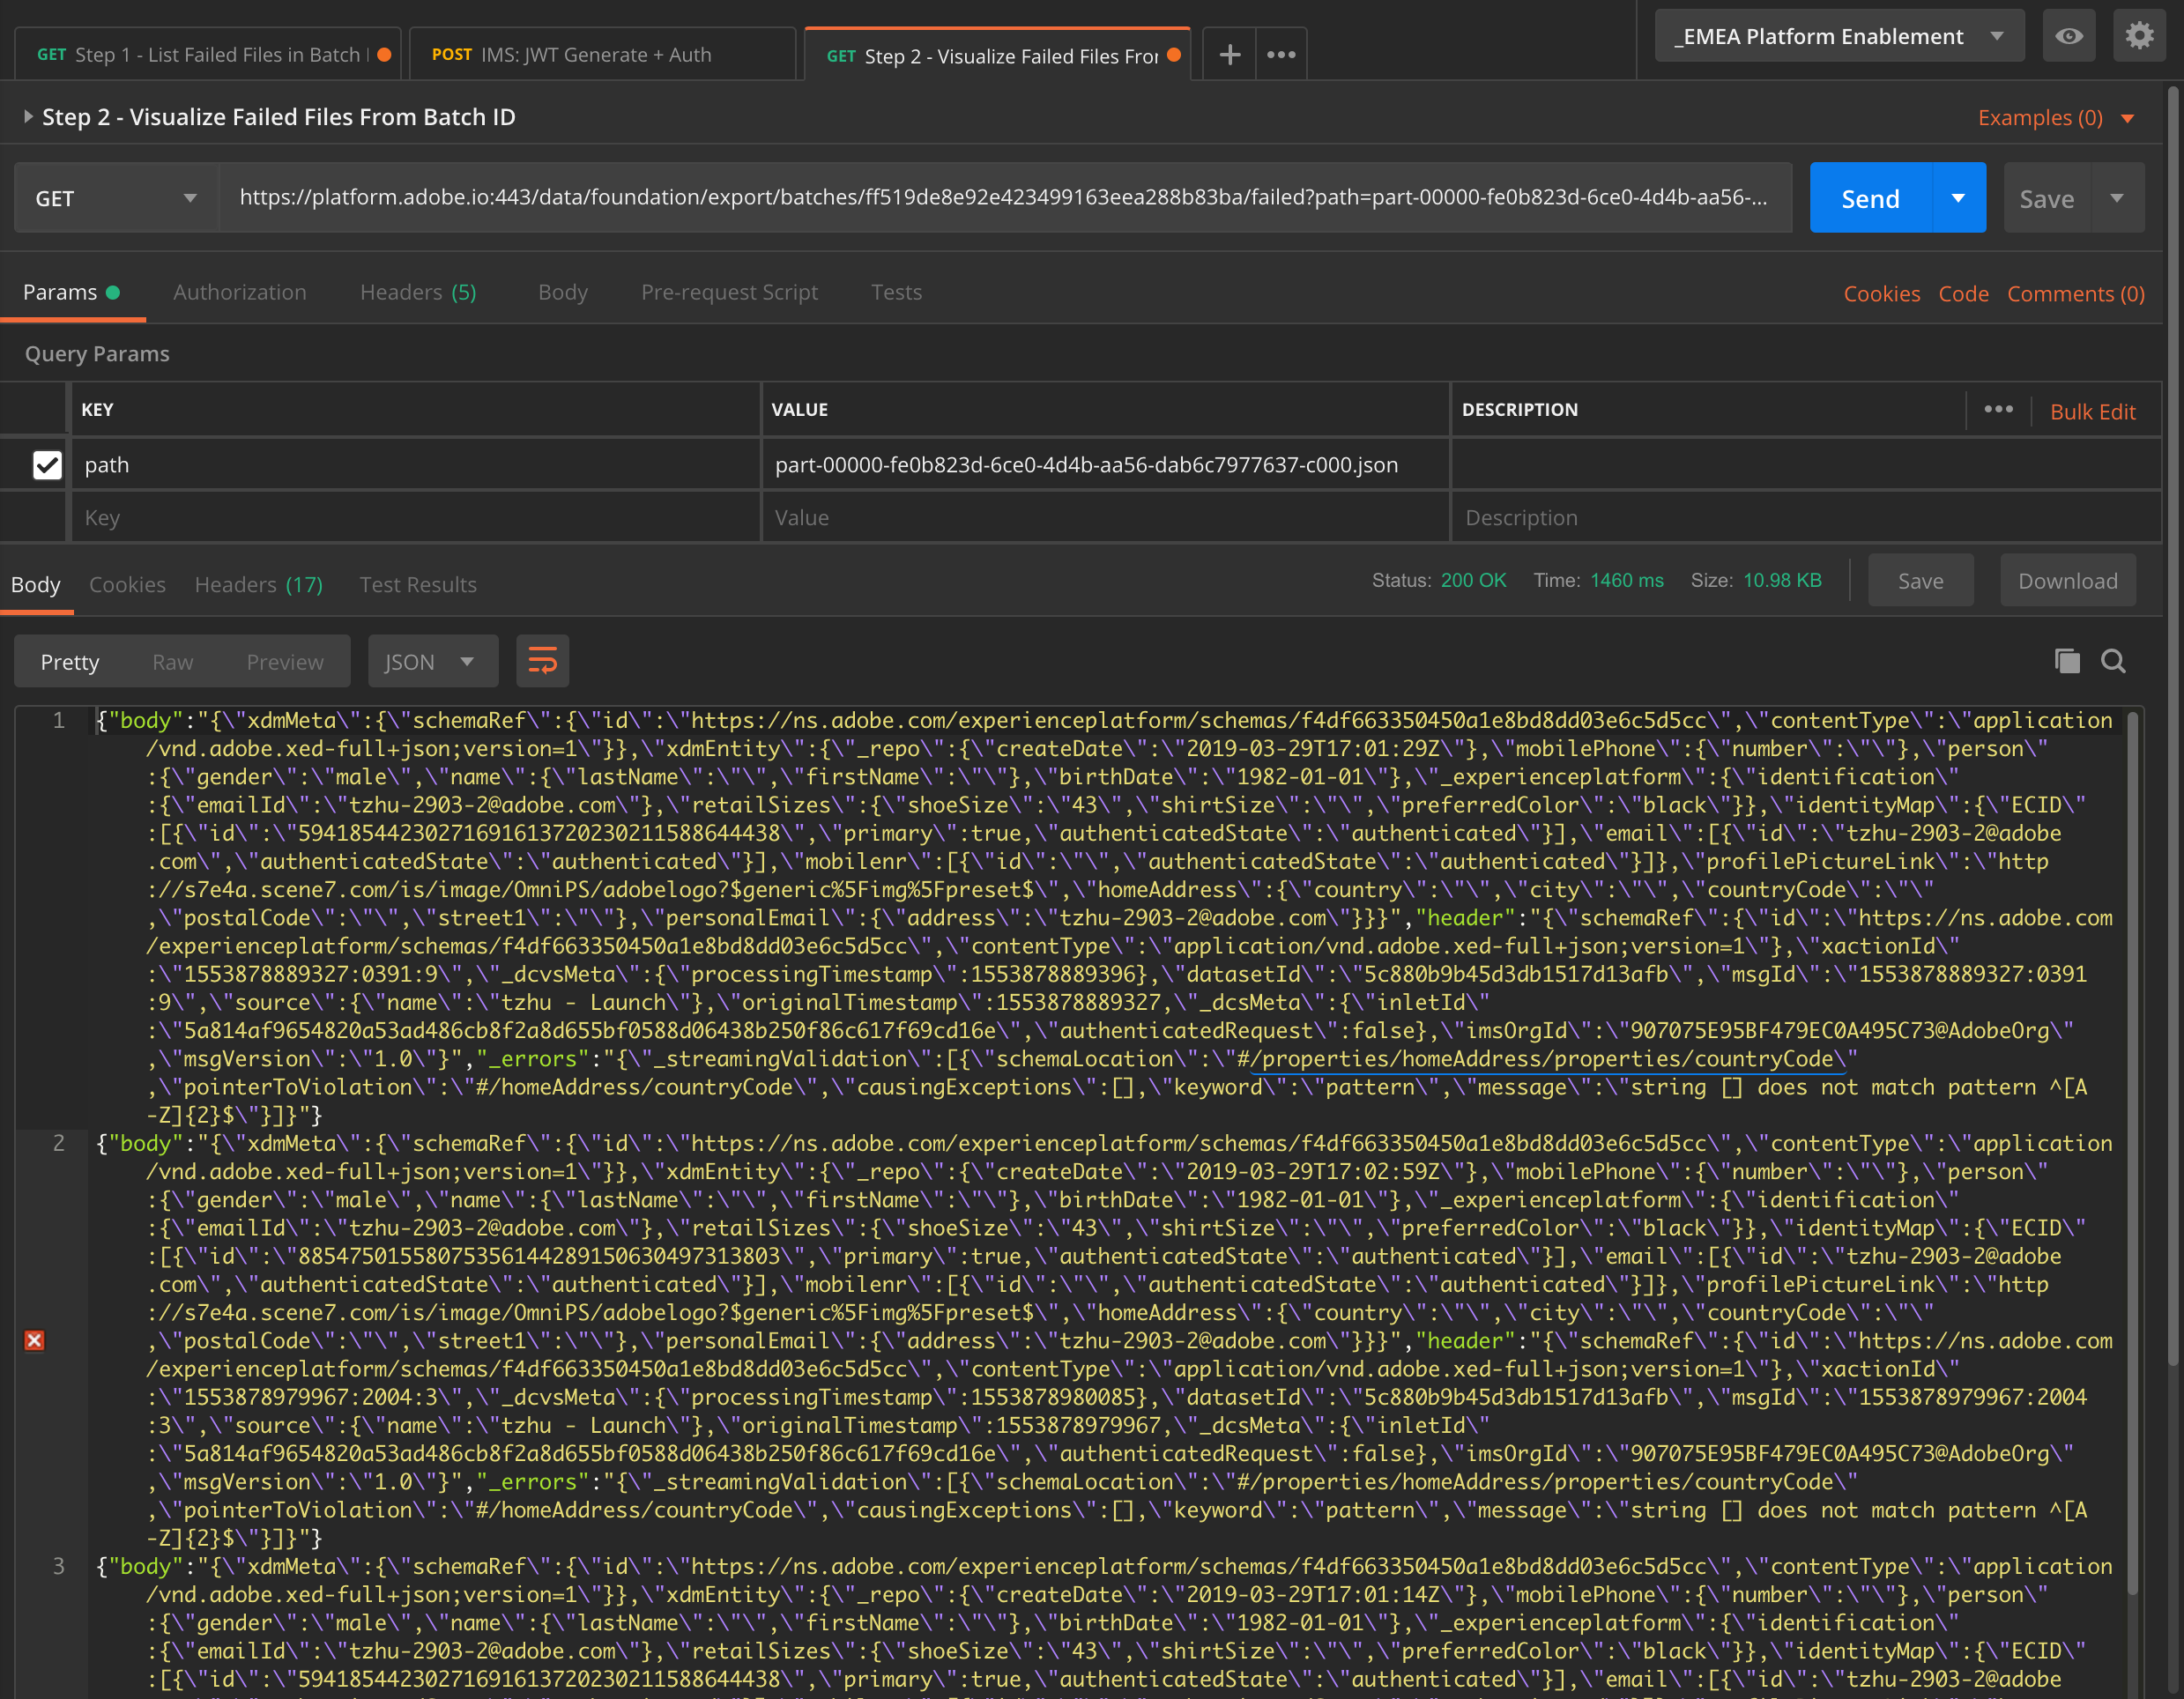 GET Step 1 - List Failed Files in Batch
POST IMS: JWT Generate + Auth
GET Step 2 - Visualize Failed Files Fror
_EMEA Platform Enablement
Step 2 - Visualize Failed Files From Batch ID
Examples (0)
GET
https://platform.adobe.io:443/data/foundation/export/batches/ff519de8e92e423499163eea288b83ba/failed?path=part-00000-fe0b823d-6ce0-4d4b-aa56-...
Send
Save
Params Authorization Headers (5) Body Pre-request Script Tests
Cookies Code Comments (0)
Query Params
KEY VALUE DESCRIPTION Bulk Edit
path part-00000-fe0b823d-6ce0-4d4b-aa56-dab6c7977637-c000.json
Key Value Description
Body Cookies Headers (17) Test Results
Status: 200 OK Time: 1460 ms Size: 10.98 KB Save Download
Pretty Raw Preview JSON
1 {"body":"{\"xdmMeta\":{\"schemaRef\":{\"id\":\"https://ns.adobe.com/experienceplatform/schemas/f4df663350450a1e8bd8dd03e6c5d5cc\",\"contentType\":\"application
/vnd.adobe.xed-full+json;version=1\"}},\"xdmEntity\":{\"_repo\":{\"createDate\":\"2019-03-29T17:01:29Z\"},\"mobilePhone\":{\"number\":\"\"},\"person\"
:{\"gender\":\"male\",\"name\":{\"lastName\":\"\",\"firstName\":\"\"},\"birthDate\":\"1982-01-01\"},\"_experienceplatform\":{\"identification\"
:{\"emailId\":\"tzhu-2903-2@adobe.com\"},\"retailSizes\":{\"shoeSize\":\"43\",\"shirtSize\":\"\",\"preferredColor\":\"black\"}},\"identityMap\":{\"ECID\"
:[{\"id\":\"59418544230271691613720230211588644438\",\"primary\":true,\"authenticatedState\":\"authenticated\"}],\"email\":[{\"id\":\"tzhu-2903-2@adobe
.com\",\"authenticatedState\":\"authenticated\"}],\"mobilenr\":[{\"id\":\"\",\"authenticatedState\":\"authenticated\"}]},\"profilePictureLink\":\"http
://s7e4a.scene7.com/is/image/OmniPS/adobelogo?$generic%5Fimg%5Fpreset$\",\"homeAddress\":{\"country\":\"\",\"city\":\"\",\"countryCode\":\"\"
,\"postalCode\":\"\",\"street1\":\"\"},\"personalEmail\":{\"address\":\"tzhu-2903-2@adobe.com\"}}}","header":"{\"schemaRef\":{\"id\":\"https://ns.adobe.com
/experienceplatform/schemas/f4df663350450a1e8bd8dd03e6c5d5cc\",\"contentType\":\"application/vnd.adobe.xed-full+json;version=1\"},\"xactionId\"
:\"1553878889327:0391:9\",\"_dcvsMeta\":{\"processingTimestamp\":1553878889396},\"datasetId\":\"5c880b9b45d3db1517d13afb\",\"msgId\":\"1553878889327:0391
:9\",\"source\":{\"name\":\"tzhu - Launch\"},\"originalTimestamp\":1553878889327,\"_dcsMeta\":{\"inletId\"
:\"5a814af9654820a53ad486cb8f2a8d655bf0588d06438b250f86c617f69cd16e\",\"authenticatedRequest\":false},\"imsOrgId\":\"907075E95BF479EC0A495C73@AdobeOrg\"
,\"msgVersion\":\"1.0\"}","_errors":"{\"_streamingValidation\":[{\"schemaLocation\":\"#/properties/homeAddress/properties/countryCode\"
,\"pointerToViolation\":\"#/homeAddress/countryCode\",\"causingExceptions\":[],\"keyword\":\"pattern\",\"message\":\"string [] does not match pattern ^[A
-Z]{2}$\"}]}"}
2 {"body":"{\"xdmMeta\":{\"schemaRef\":{\"id\":\"https://ns.adobe.com/experienceplatform/schemas/f4df663350450a1e8bd8dd03e6c5d5cc\",\"contentType\":\"application
/vnd.adobe.xed-full+json;version=1\"}},\"xdmEntity\":{\"_repo\":{\"createDate\":\"2019-03-29T17:02:59Z\"},\"mobilePhone\":{\"number\":\"\"},\"person\"
:{\"gender\":\"male\",\"name\":{\"lastName\":\"\",\"firstName\":\"\"},\"birthDate\":\"1982-01-01\"},\"_experienceplatform\":{\"identification\"
:{\"emailId\":\"tzhu-2903-2@adobe.com\"},\"retailSizes\":{\"shoeSize\":\"43\",\"shirtSize\":\"\",\"preferredColor\":\"black\"}},\"identityMap\":{\"ECID\"
:[{\"id\":\"88547501558075356144289150630497313803\",\"primary\":true,\"authenticatedState\":\"authenticated\"}],\"email\":[{\"id\":\"tzhu-2903-2@adobe
.com\",\"authenticatedState\":\"authenticated\"}],\"mobilenr\":[{\"id\":\"\",\"authenticatedState\":\"authenticated\"}]},\"profilePictureLink\":\"http
://s7e4a.scene7.com/is/image/OmniPS/adobelogo?$generic%5Fimg%5Fpreset$\",\"homeAddress\":{\"country\":\"\",\"city\":\"\",\"countryCode\":\"\"
,\"postalCode\":\"\",\"street1\":\"\"},\"personalEmail\":{\"address\":\"tzhu-2903-2@adobe.com\"}}}","header":"{\"schemaRef\":{\"id\":\"https://ns.adobe.com
/experienceplatform/schemas/f4df663350450a1e8bd8dd03e6c5d5cc\",\"contentType\":\"application/vnd.adobe.xed-full+json;version=1\"},\"xactionId\"
:\"1553878979967:2004:3\",\"_dcvsMeta\":{\"processingTimestamp\":1553878980085},\"datasetId\":\"5c880b9b45d3db1517d13afb\",\"msgId\":\"1553878979967:2004
:3\",\"source\":{\"name\":\"tzhu - Launch\"},\"originalTimestamp\":1553878979967,\"_dcsMeta\":{\"inletId\"
:\"5a814af9654820a53ad486cb8f2a8d655bf0588d06438b250f86c617f69cd16e\",\"authenticatedRequest\":false},\"imsOrgId\":\"907075E95BF479EC0A495C73@AdobeOrg\"
,\"msgVersion\":\"1.0\"}","_errors":"{\"_streamingValidation\":[{\"schemaLocation\":\"#/properties/homeAddress/properties/countryCode\"
,\"pointerToViolation\":\"#/homeAddress/countryCode\",\"causingExceptions\":[],\"keyword\":\"pattern\",\"message\":\"string [] does not match pattern ^[A
-Z]{2}$\"}]}"}
3 {"body":"{\"xdmMeta\":{\"schemaRef\":{\"id\":\"https://ns.adobe.com/experienceplatform/schemas/f4df663350450a1e8bd8dd03e6c5d5cc\",\"contentType\":\"application
/vnd.adobe.xed-full+json;version=1\"}},\"xdmEntity\":{\"_repo\":{\"createDate\":\"2019-03-29T17:01:14Z\"},\"mobilePhone\":{\"number\":\"\"},\"person\"
:{\"gender\":\"male\",\"name\":{\"lastName\":\"\",\"firstName\":\"\"},\"birthDate\":\"1982-01-01\"},\"_experienceplatform\":{\"identification\"
:{\"emailId\":\"tzhu-2903-2@adobe.com\"},\"retailSizes\":{\"shoeSize\":\"43\",\"shirtSize\":\"\",\"preferredColor\":\"black\"}},\"identityMap\":{\"ECID\"
:[{\"id\":\"59418544230271691613720230211588644438\",\"primary\":true,\"authenticatedState\":\"authenticated\"}],\"email\":[{\"id\":\"tzhu-2903-2@adobe